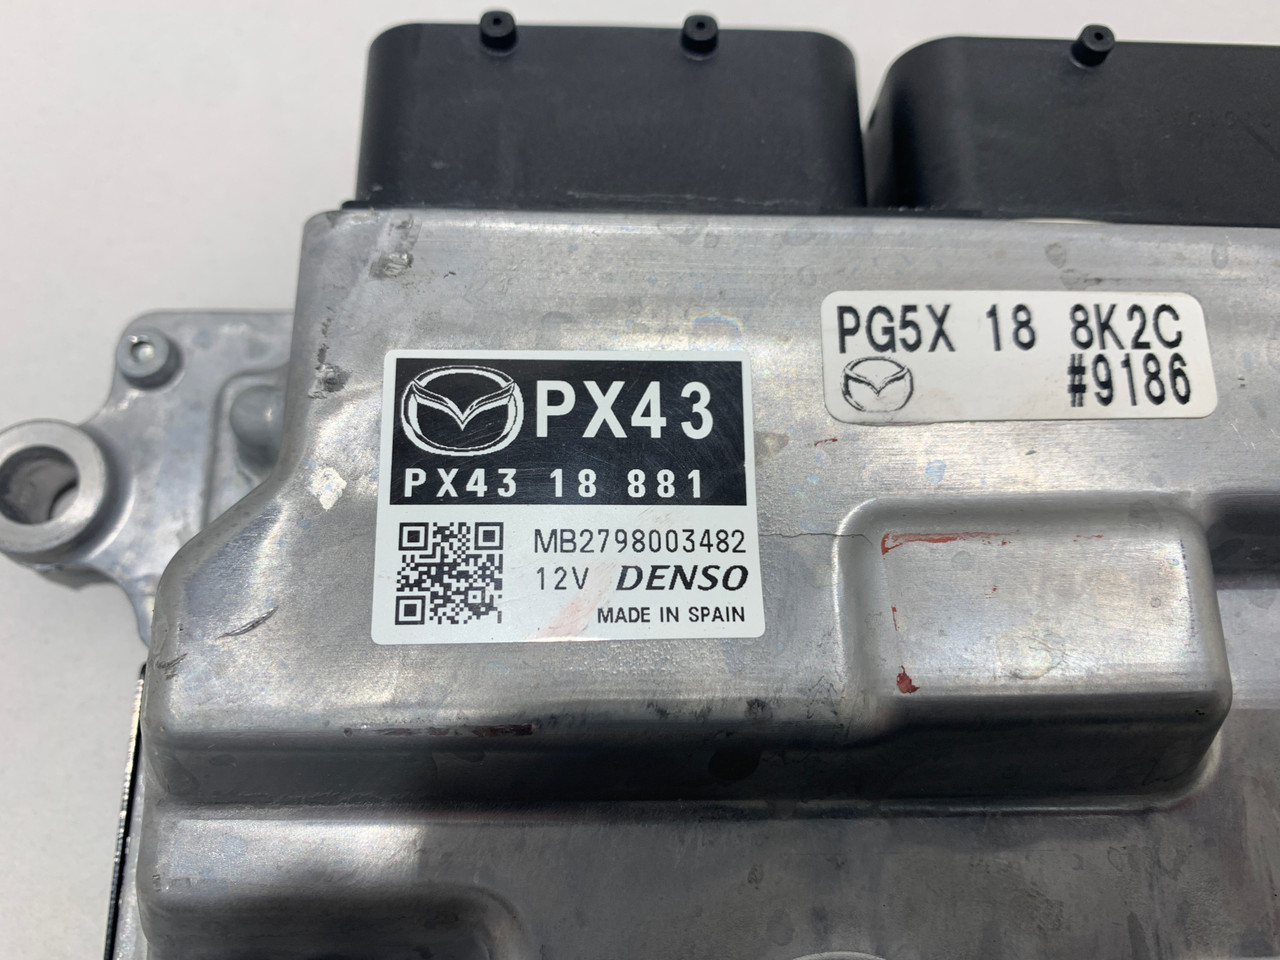 PG5X 18 8K2C
#9186
PX43
PX43 18 881
MB2798003482
12V DENSO
MADE IN SPAIN